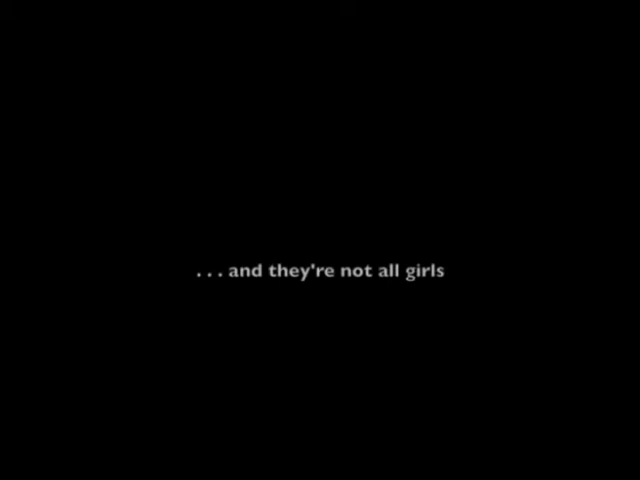 . . . and they're not all girls